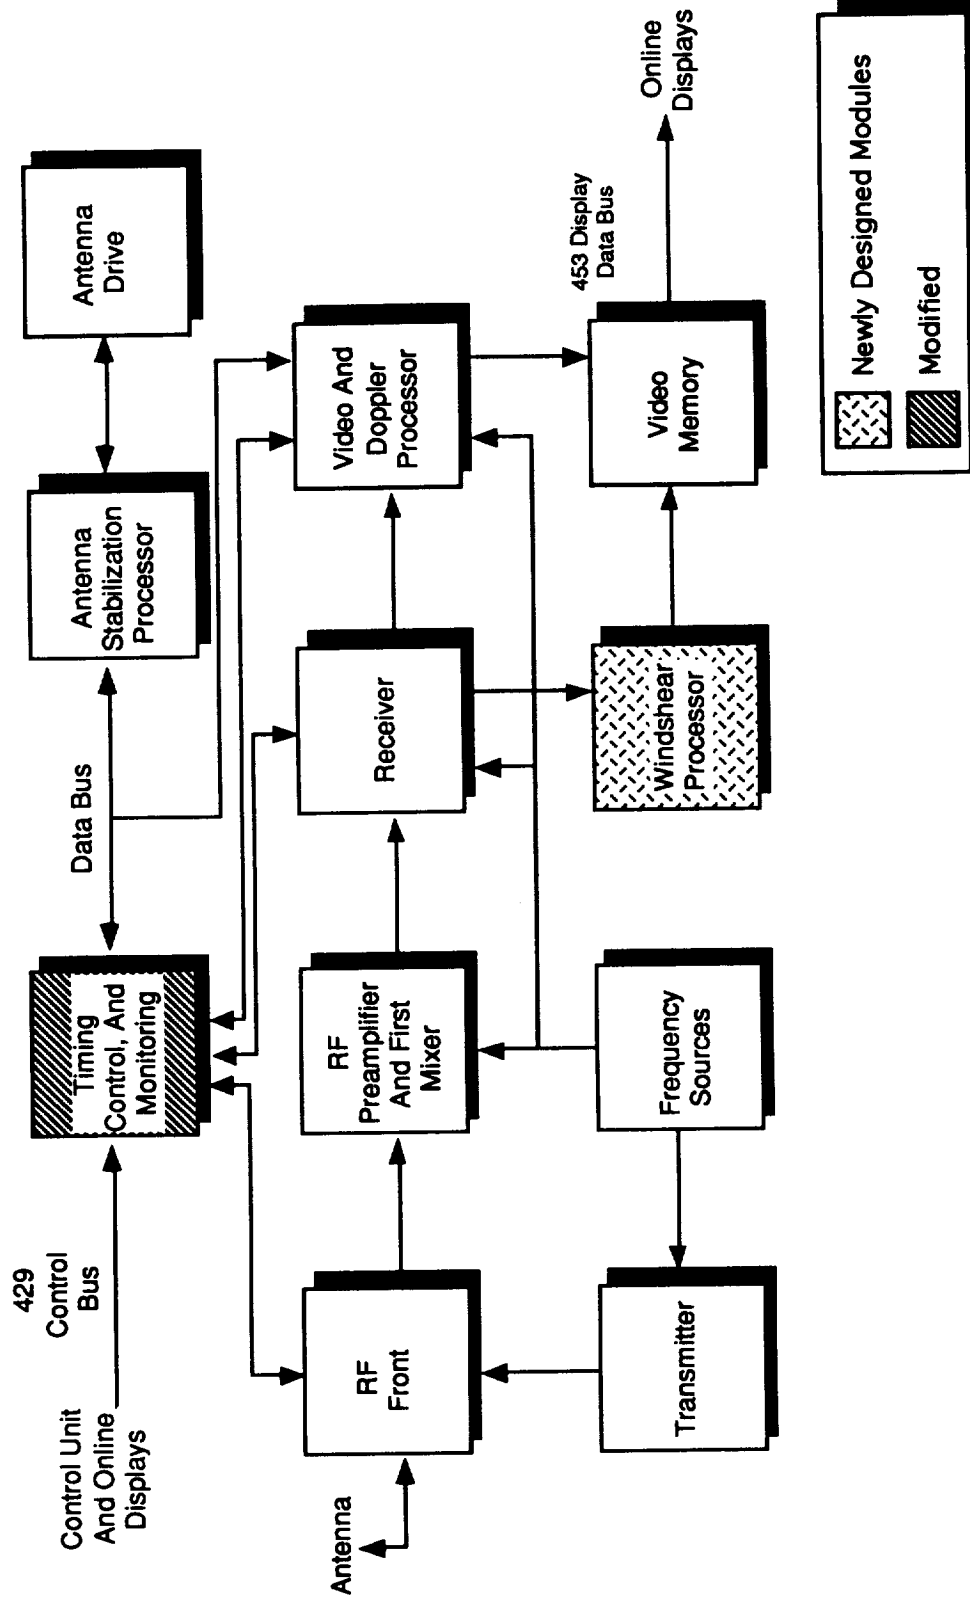 429
Control
Bus
Control Unit
And Online
Displays
Timing
Control, And
Monitoring
Data Bus
Antenna
Stabilization
Processor
Antenna
Drive
Antenna
RF
Front
RF
Preamplifier
And First
Mixer
Receiver
Video And
Doppler
Processor
Transmitter
Frequency
Sources
Windshear
Processor
Video
Memory
453 Display
Data Bus
Online
Displays
Newly Designed Modules
Modified